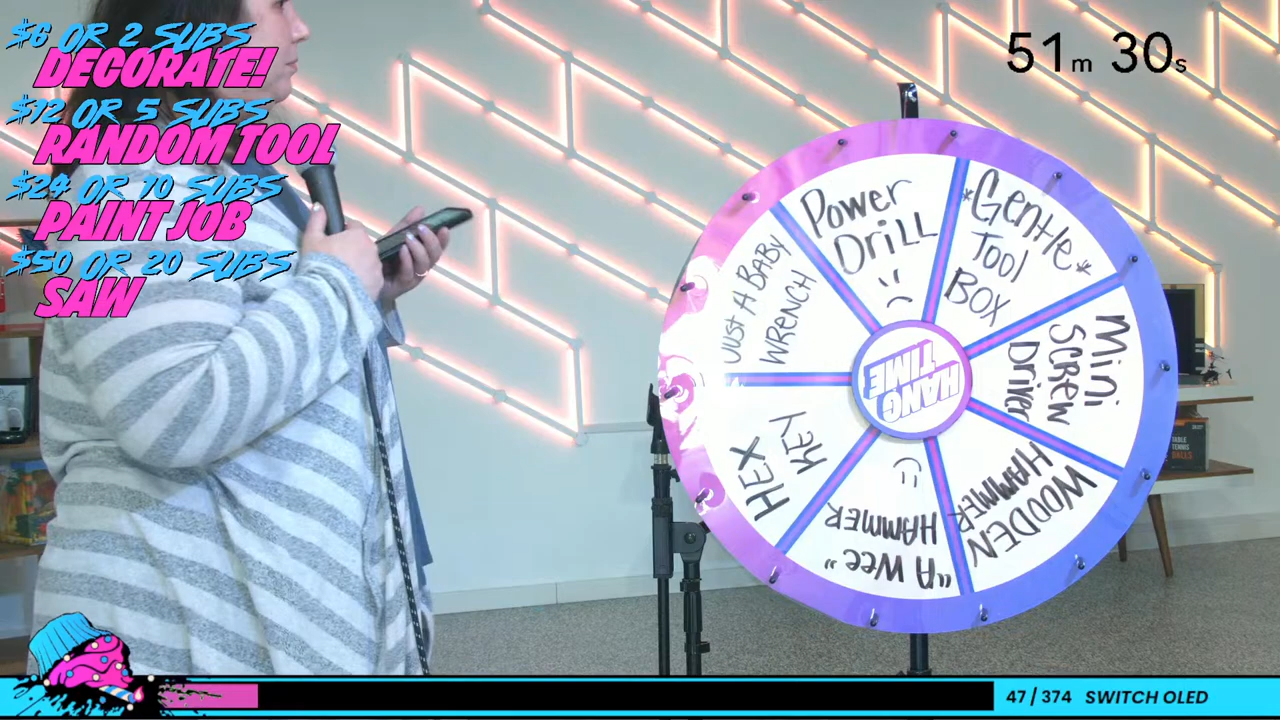 $6 OR 2 SUBS
DECORATE!
$12 OR 5 SUBS
RANDOM TOOL
$24 OR 10 SUBS
PAINT JOB
$50 OR 20 SUBS
SAW
51m 30s
Power
Drill
*Gentle*
Tool
BOX
Mini
Screw
Driver
WOODEN
HAMMER
"A wee"
HAMMER
HEX
KEY
JUST A BABY
WRENCH
HANG
TIME
47 / 374 SWITCH OLED